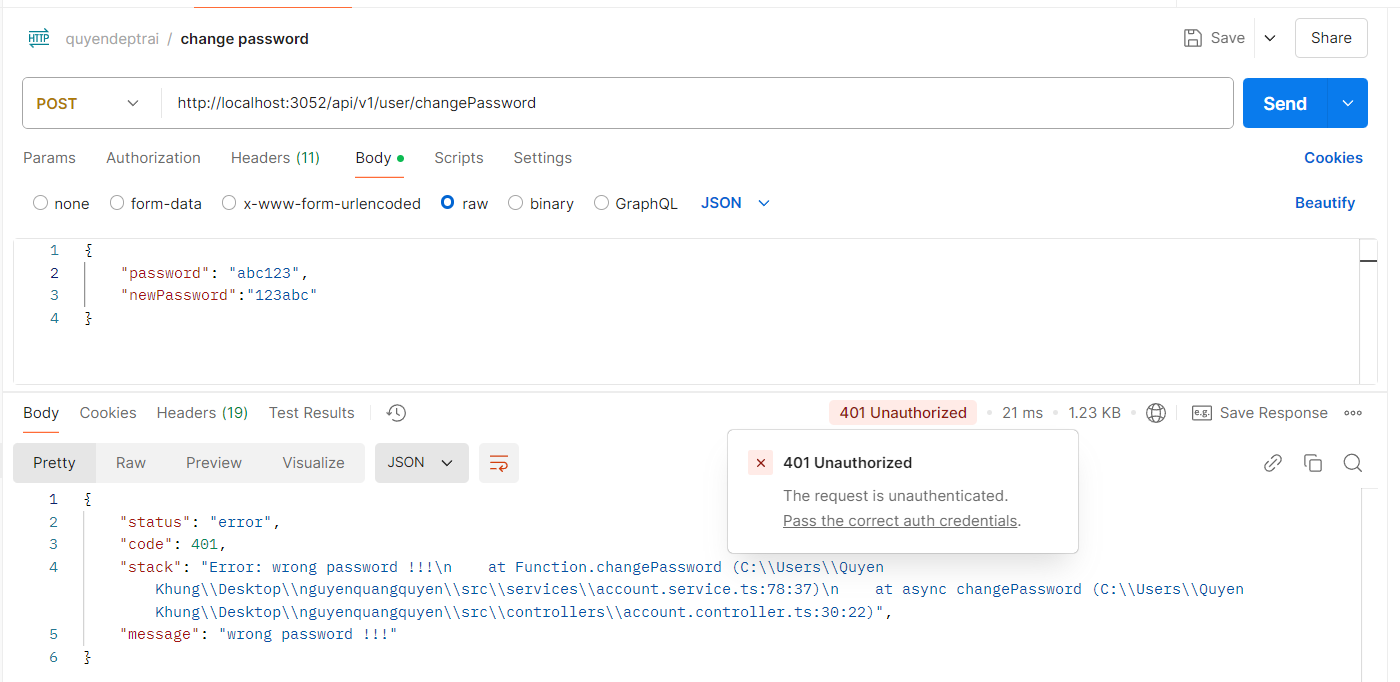 HTTP quyendeptrai / change password Save Share
POST http://localhost:3052/api/v1/user/changePassword Send
Params Authorization Headers (11) Body Scripts Settings Cookies
none form-data x-www-form-urlencoded raw binary GraphQL JSON Beautify
1 {
2 "password": "abc123",
3 "newPassword":"123abc"
4 }
Body Cookies Headers (19) Test Results 401 Unauthorized 21 ms 1.23 KB e.g. Save Response
Pretty Raw Preview Visualize JSON
401 Unauthorized
The request is unauthenticated.
Pass the correct auth credentials.
1 {
2 "status": "error",
3 "code": 401,
4 "stack": "Error: wrong password !!!\n    at Function.changePassword (C:\\Users\\Quyen
Khung\\Desktop\\nguyenquangquyen\\src\\services\\account.service.ts:78:37)\n    at async changePassword (C:\\Users\\Quyen
Khung\\Desktop\\nguyenquangquyen\\src\\controllers\\account.controller.ts:30:22)",
5 "message": "wrong password !!!"
6 }